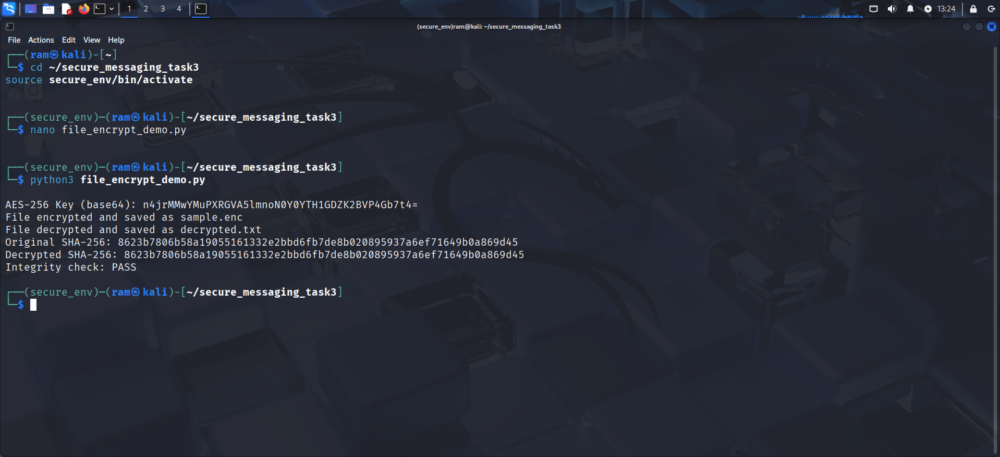 1 2 3 4 13:24
(secure_env)ram@kali: ~/secure_messaging_task3
File Actions Edit View Help
┌──(ram㉿kali)-[~]
└─$ cd ~/secure_messaging_task3
source secure_env/bin/activate
┌──(secure_env)─(ram㉿kali)-[~/secure_messaging_task3]
└─$ nano file_encrypt_demo.py
┌──(secure_env)─(ram㉿kali)-[~/secure_messaging_task3]
└─$ python3 file_encrypt_demo.py
AES-256 Key (base64): n4jrMMwYMuPXRGVA5lmnoN0Y0YTH1GDZK2BVP4Gb7t4=
File encrypted and saved as sample.enc
File decrypted and saved as decrypted.txt
Original SHA-256: 8623b7806b58a19055161332e2bbd6fb7de8b020895937a6ef71649b0a869d45
Decrypted SHA-256: 8623b7806b58a19055161332e2bbd6fb7de8b020895937a6ef71649b0a869d45
Integrity check: PASS
┌──(secure_env)─(ram㉿kali)-[~/secure_messaging_task3]
└─$